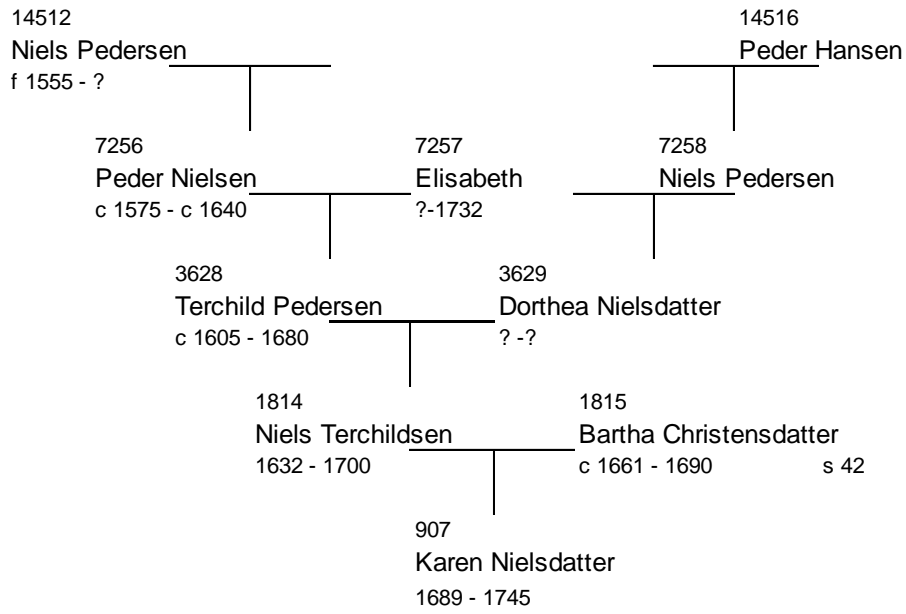 14512
Niels Pedersen
f 1555 - ?
14516
Peder Hansen
7256
Peder Nielsen
c 1575 - c 1640
7257
Elisabeth
?-1732
7258
Niels Pedersen
3628
Terchild Pedersen
c 1605 - 1680
3629
Dorthea Nielsdatter
? -?
1814
Niels Terchildsen
1632 - 1700
1815
Bartha Christensdatter
c 1661 - 1690 s 42
907
Karen Nielsdatter
1689 - 1745